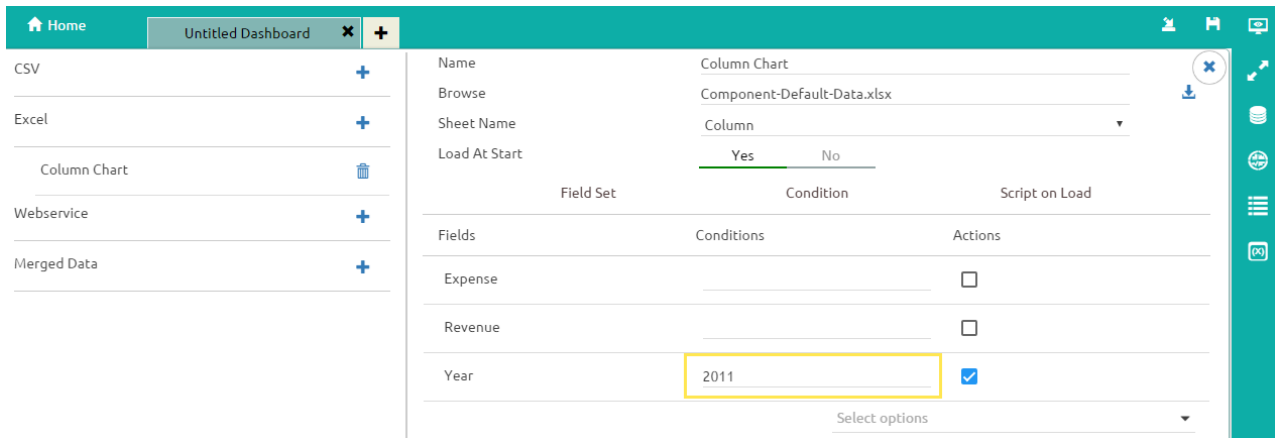 Home
Untitled Dashboard
CSV
Excel
Column Chart
Webservice
Merged Data
Name Column Chart
Browse Component-Default-Data.xlsx
Sheet Name Column
Load At Start Yes No
Field Set Condition Script on Load
Fields Conditions Actions
Expense
Revenue
Year 2011
Select options